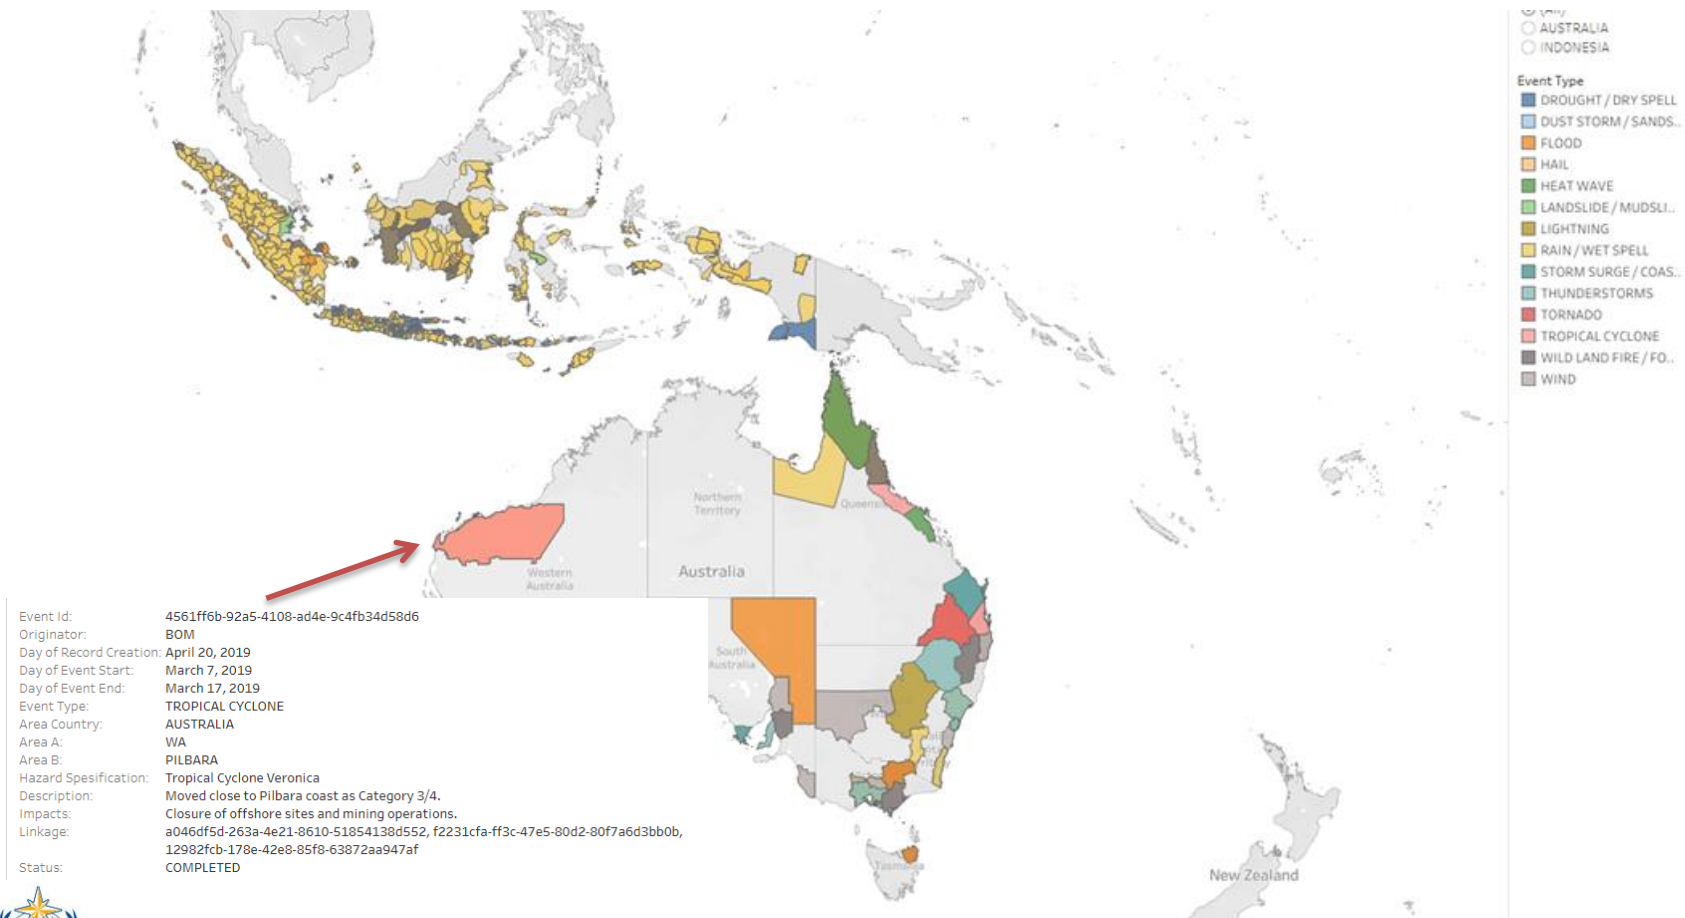 (All)
AUSTRALIA
INDONESIA
Event Type
DROUGHT / DRY SPELL
DUST STORM / SANDS..
FLOOD
HAIL
HEAT WAVE
LANDSLIDE / MUDSLI..
LIGHTNING
RAIN / WET SPELL
STORM SURGE / COAS..
THUNDERSTORMS
TORNADO
TROPICAL CYCLONE
WILD LAND FIRE / FO..
WIND
Northern
Territory
Queensl
Australia
Western
Australia
South
Australia
Tasmania
New Zealand
Event Id: 4561ff6b-92a5-4108-ad4e-9c4fb34d58d6
Originator: BOM
Day of Record Creation: April 20, 2019
Day of Event Start: March 7, 2019
Day of Event End: March 17, 2019
Event Type: TROPICAL CYCLONE
Area Country: AUSTRALIA
Area A: WA
Area B: PILBARA
Hazard Spesification: Tropical Cyclone Veronica
Description: Moved close to Pilbara coast as Category 3/4.
Impacts: Closure of offshore sites and mining operations.
Linkage: a046df5d-263a-4e21-8610-51854138d552, f2231cfa-ff3c-47e5-80d2-80f7a6d3bb0b,
12982fcb-178e-42e8-85f8-63872aa947af
Status: COMPLETED